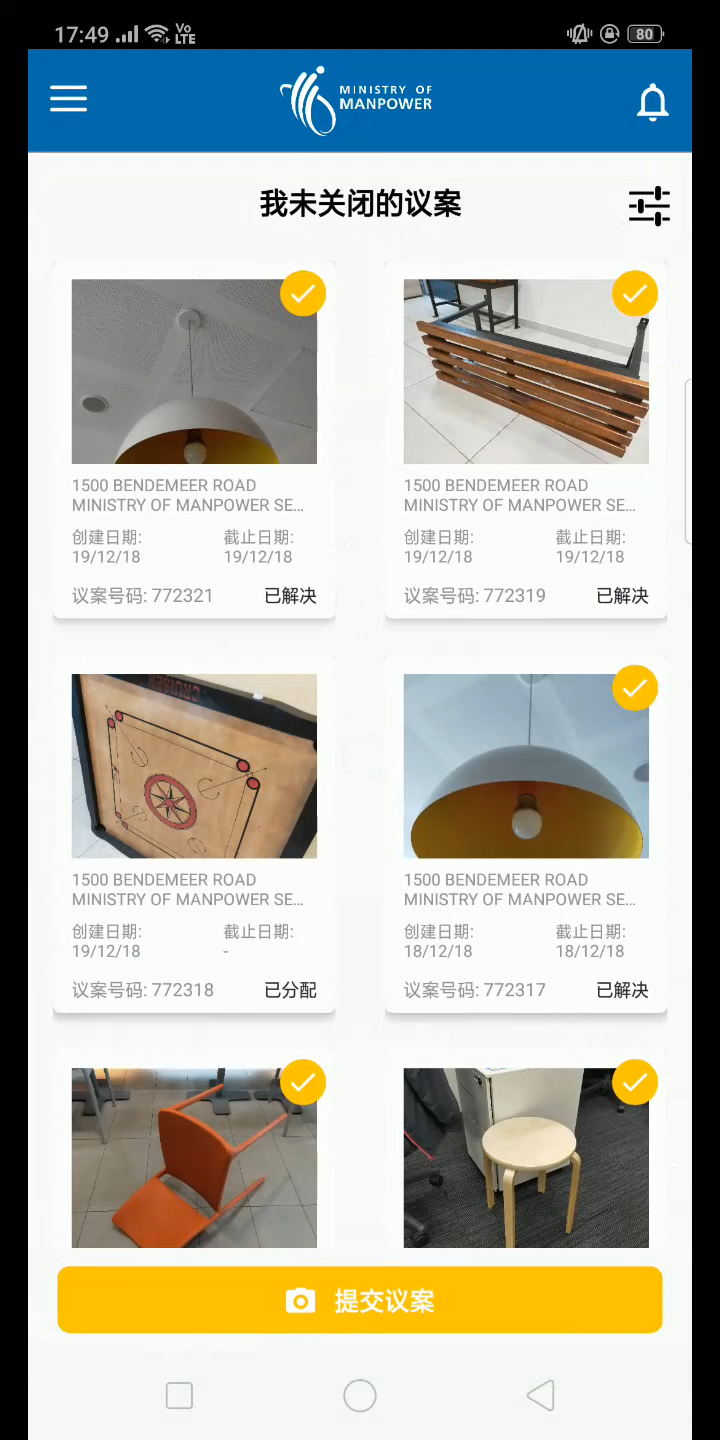 17:49 Vo LTE 80
MINISTRY OF
MANPOWER
我未关闭的议案
1500 BENDEMEER ROAD
MINISTRY OF MANPOWER SE...
创建日期: 截止日期:
19/12/18 19/12/18
议案号码: 772321 已解决
1500 BENDEMEER ROAD
MINISTRY OF MANPOWER SE...
创建日期: 截止日期:
19/12/18 19/12/18
议案号码: 772319 已解决
CRUISER
1500 BENDEMEER ROAD
MINISTRY OF MANPOWER SE...
创建日期: 截止日期:
19/12/18 -
议案号码: 772318 已分配
1500 BENDEMEER ROAD
MINISTRY OF MANPOWER SE...
创建日期: 截止日期:
18/12/18 18/12/18
议案号码: 772317 已解决
提交议案